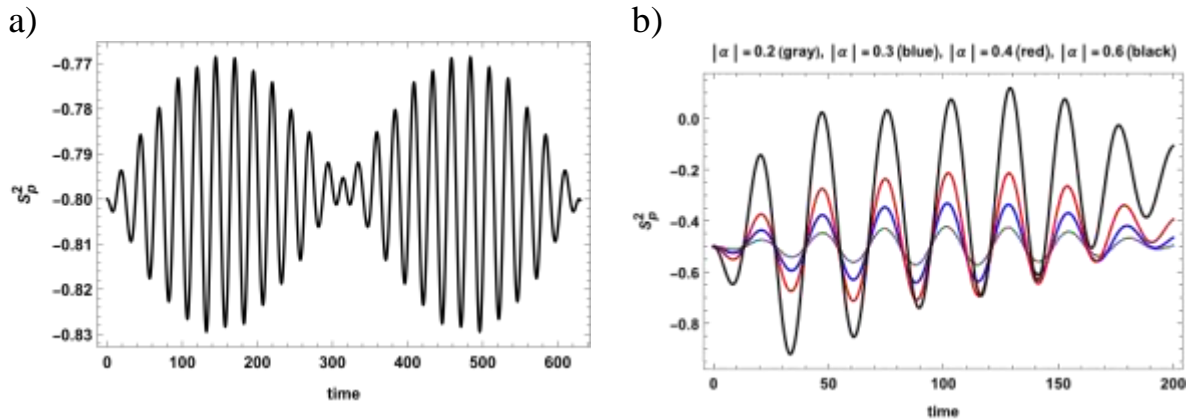 a)
b)
|α| = 0.2 (gray), |α| = 0.3 (blue), |α| = 0.4 (red), |α| = 0.6 (black)
-0.77
-0.78
-0.79
-0.80
-0.81
-0.82
-0.83
S_p^2
0 100 200 300 400 500 600
time
0.0
-0.2
-0.4
-0.6
-0.8
S_p^2
0 50 100 150 200
time